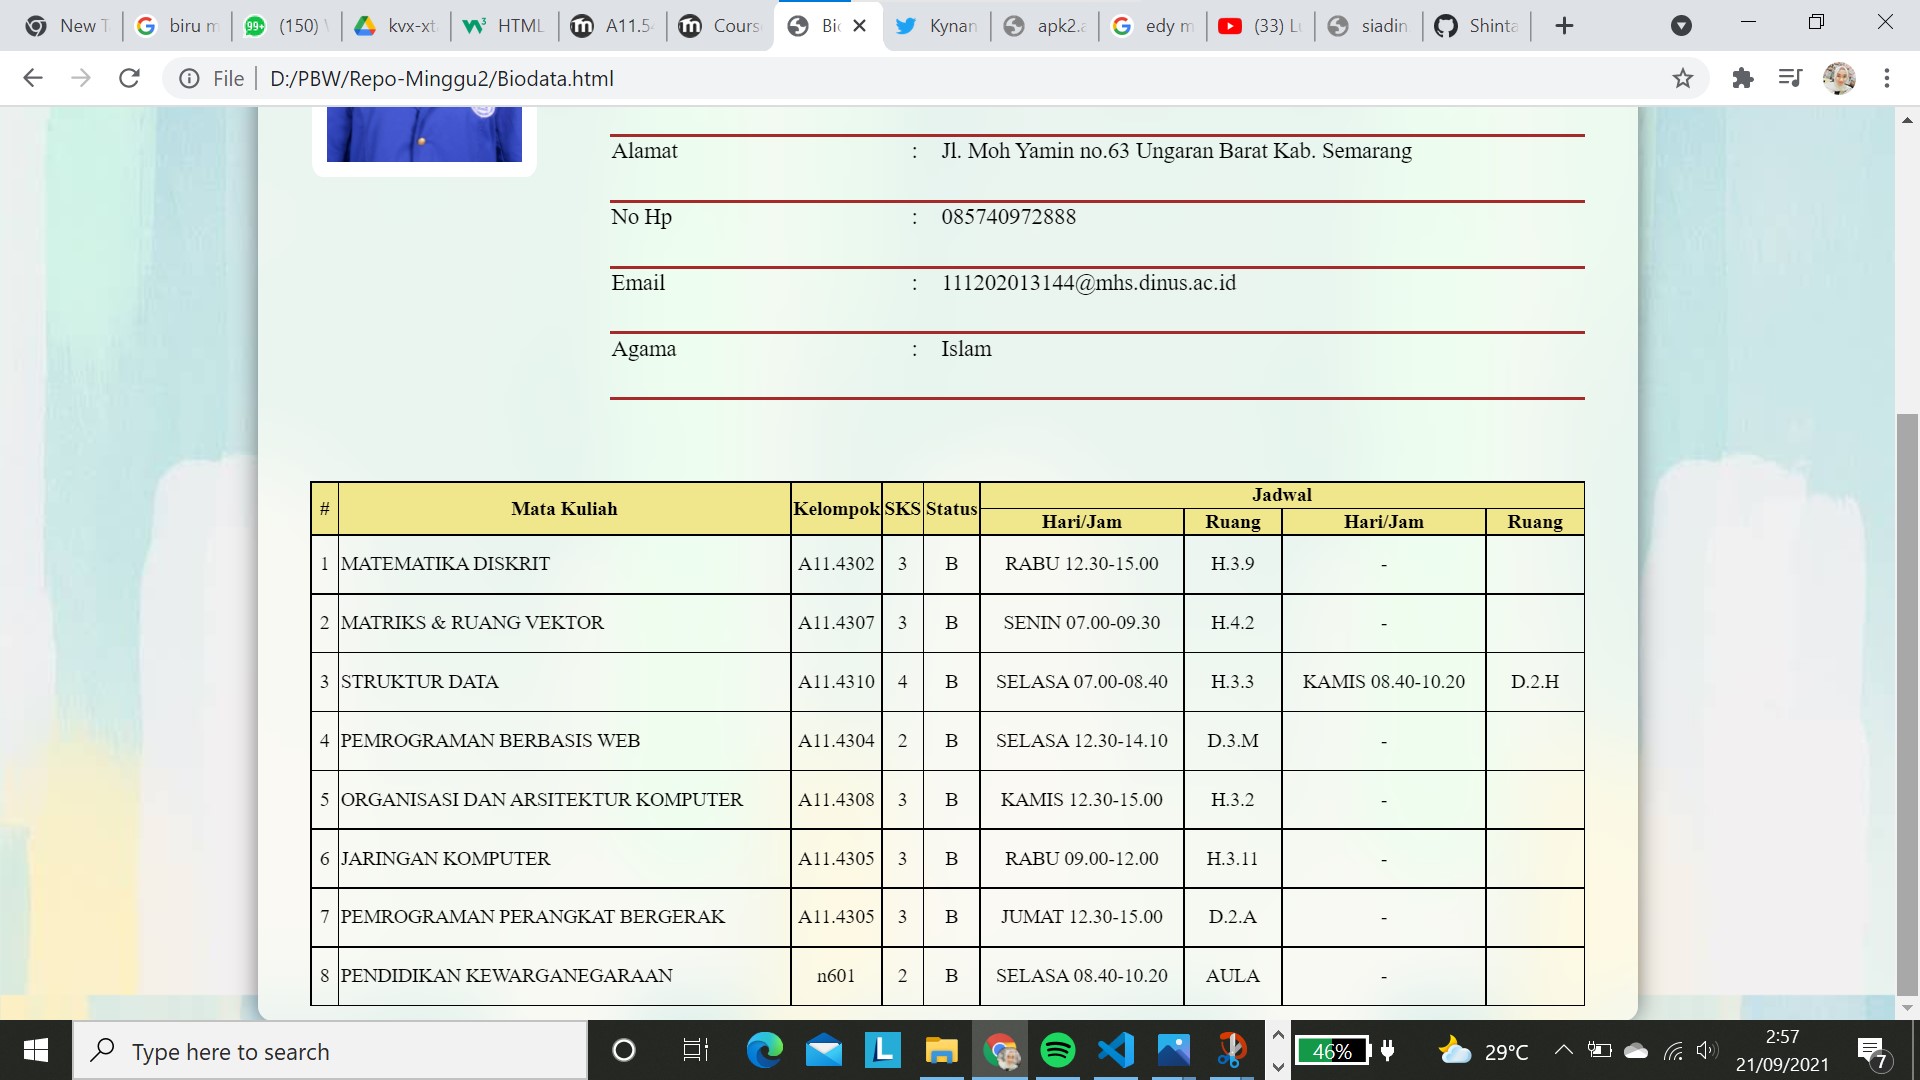 New T
biru m
(150)
kvx-xt
HTML
A11.5
Cours
Bi
Kynan
apk2.a
edy m
(33) L
siadin
Shinta
File
D:/PBW/Repo-Minggu2/Biodata.html
Alamat : Jl. Moh Yamin no.63 Ungaran Barat Kab. Semarang
No Hp : 085740972888
Email : 111202013144@mhs.dinus.ac.id
Agama : Islam
# Mata Kuliah Kelompok SKS Status Jadwal
Hari/Jam Ruang Hari/Jam Ruang
1 MATEMATIKA DISKRIT A11.4302 3 B RABU 12.30-15.00 H.3.9 -
2 MATRIKS & RUANG VEKTOR A11.4307 3 B SENIN 07.00-09.30 H.4.2 -
3 STRUKTUR DATA A11.4310 4 B SELASA 07.00-08.40 H.3.3 KAMIS 08.40-10.20 D.2.H
4 PEMROGRAMAN BERBASIS WEB A11.4304 2 B SELASA 12.30-14.10 D.3.M -
5 ORGANISASI DAN ARSITEKTUR KOMPUTER A11.4308 3 B KAMIS 12.30-15.00 H.3.2 -
6 JARINGAN KOMPUTER A11.4305 3 B RABU 09.00-12.00 H.3.11 -
7 PEMROGRAMAN PERANGKAT BERGERAK A11.4305 3 B JUMAT 12.30-15.00 D.2.A -
8 PENDIDIKAN KEWARGANEGARAAN n601 2 B SELASA 08.40-10.20 AULA -
Type here to search
46%
29°C
2:57
21/09/2021
7